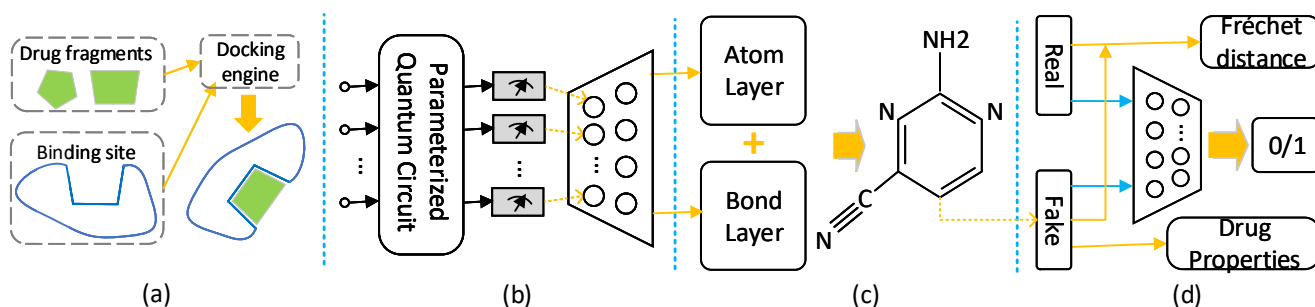 Drug fragments
Docking
engine
Binding site
(a)
Parameterized
Quantum Circuit
...
...
...
(b)
Atom
Layer
+
Bond
Layer
NH2
N
N
C
N
(c)
Real
Fake
...
Fréchet
distance
0/1
Drug
Properties
(d)